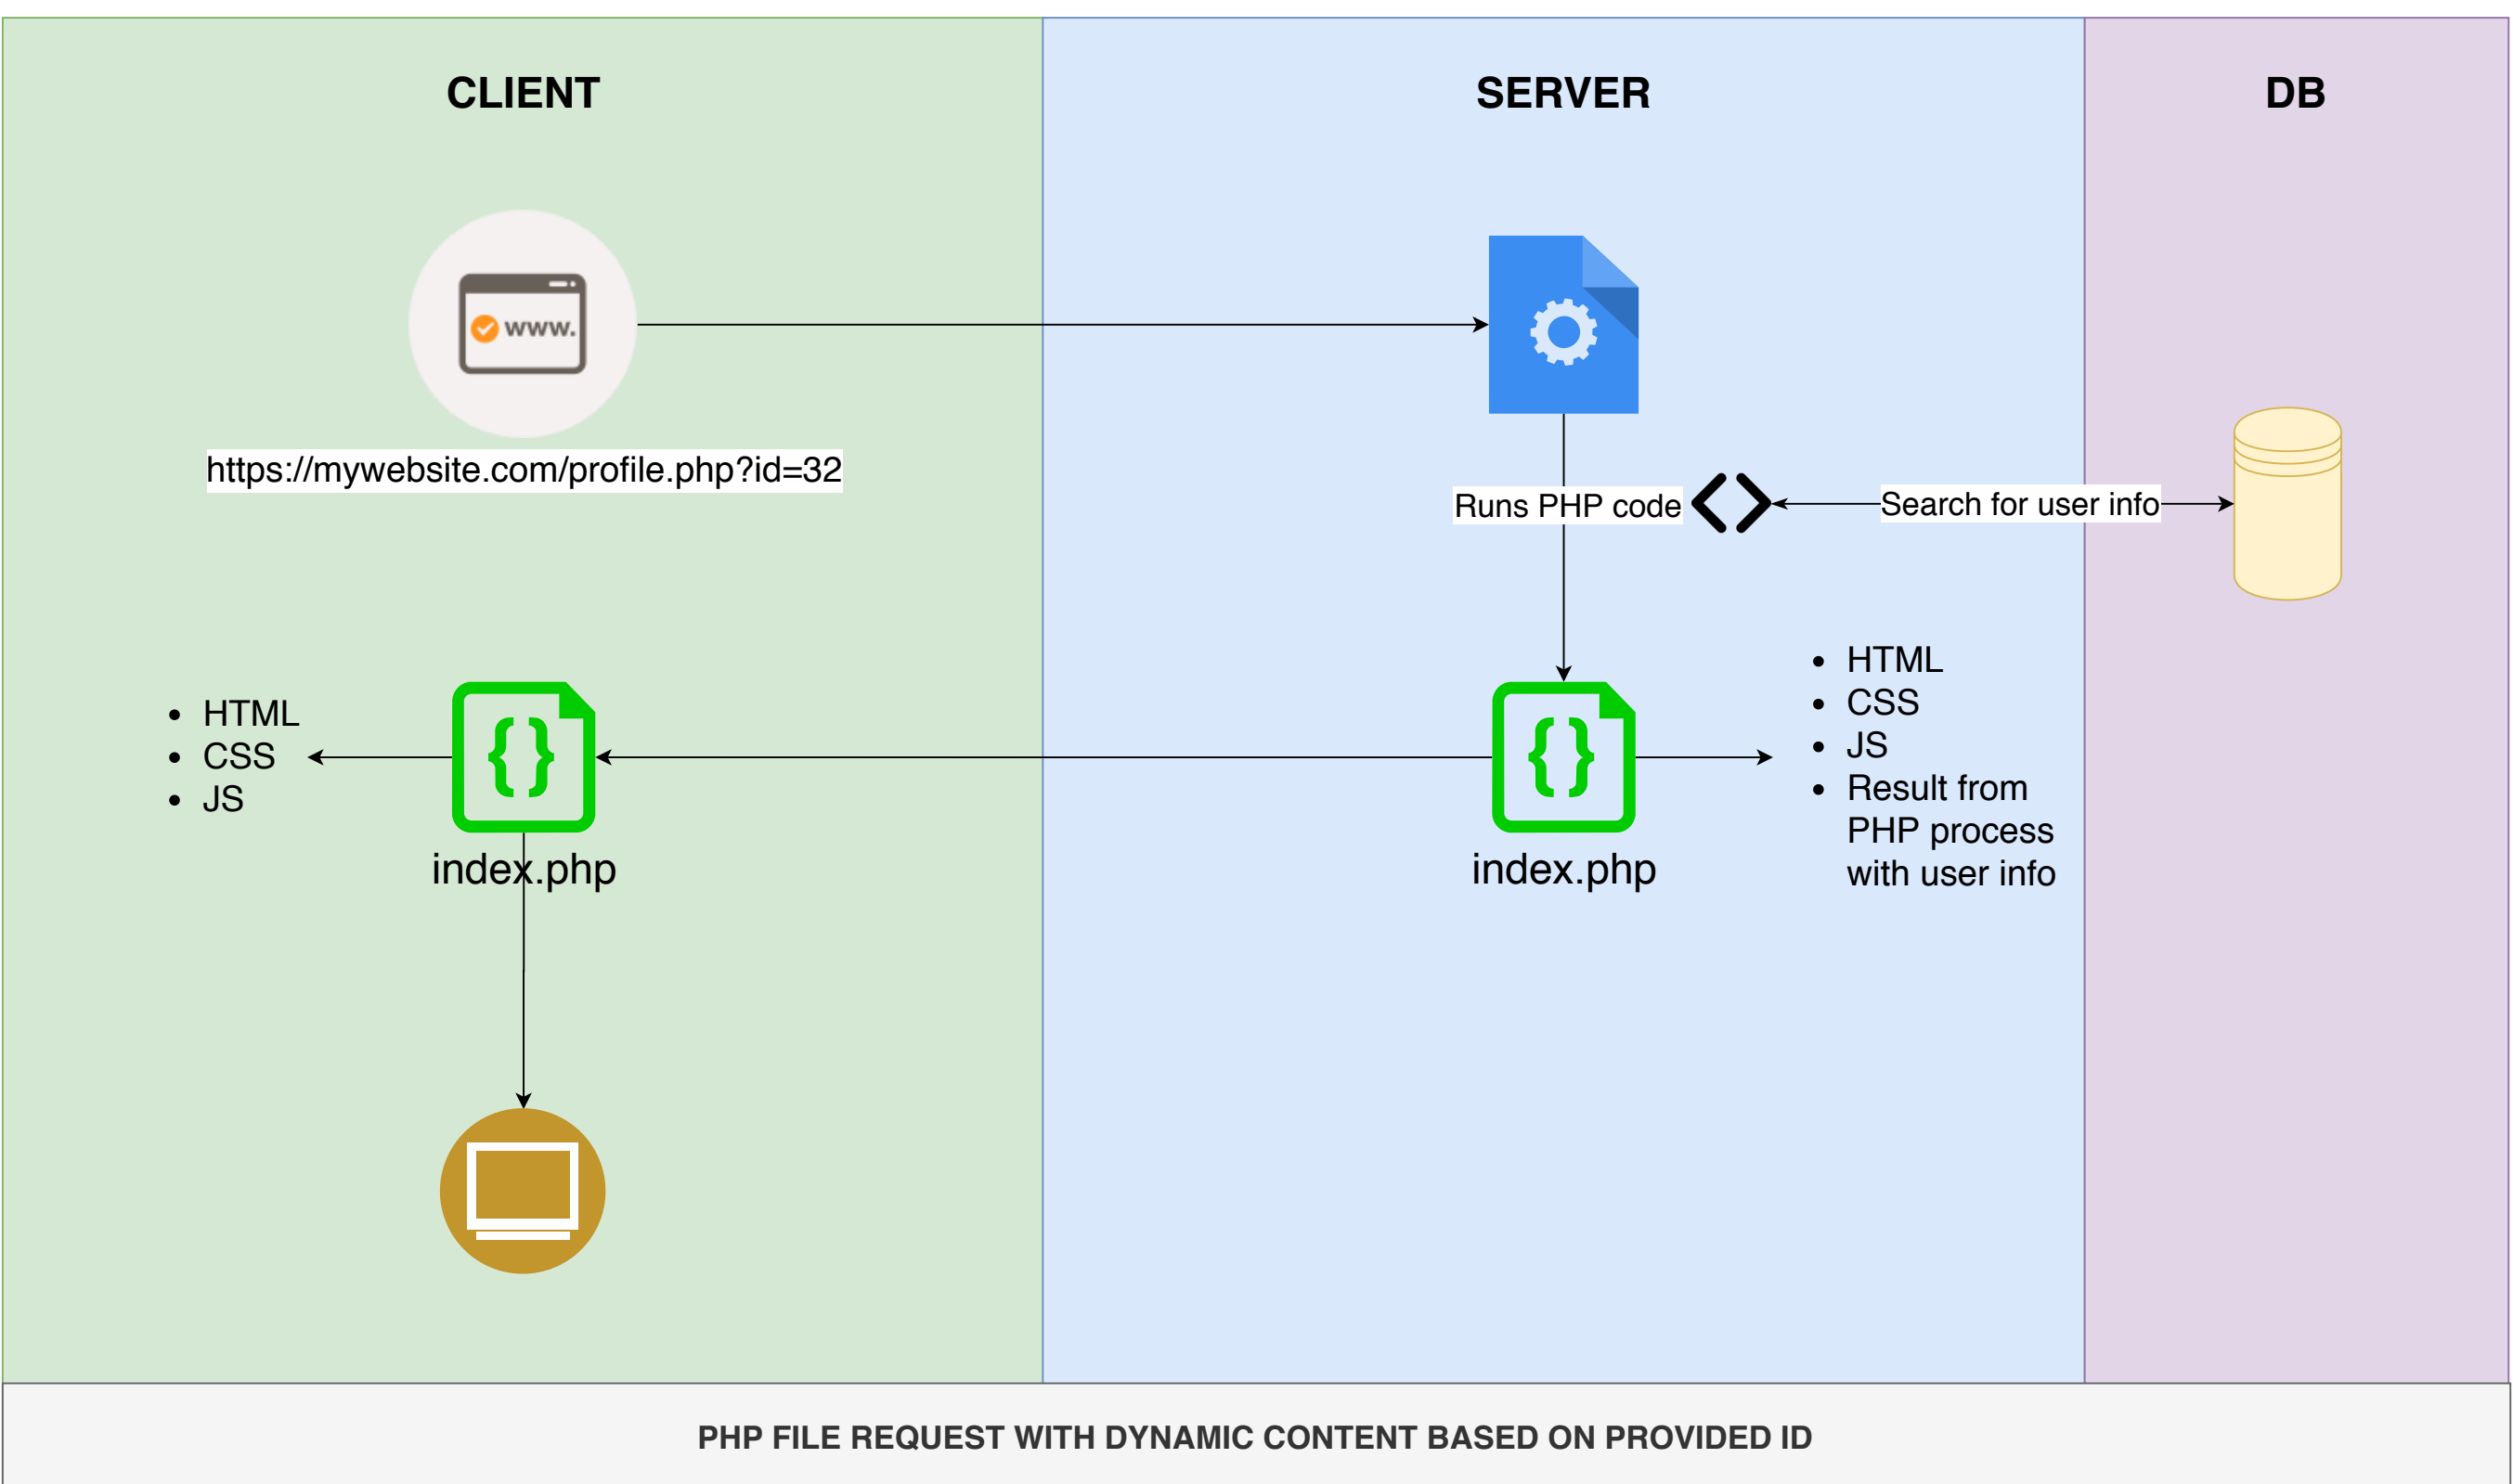 CLIENT
SERVER
DB
www.
https://mywebsite.com/profile.php?id=32
Runs PHP code
Search for user info
HTML
CSS
JS
index.php
index.php
HTML
CSS
JS
Result from
PHP process
with user info
PHP FILE REQUEST WITH DYNAMIC CONTENT BASED ON PROVIDED ID